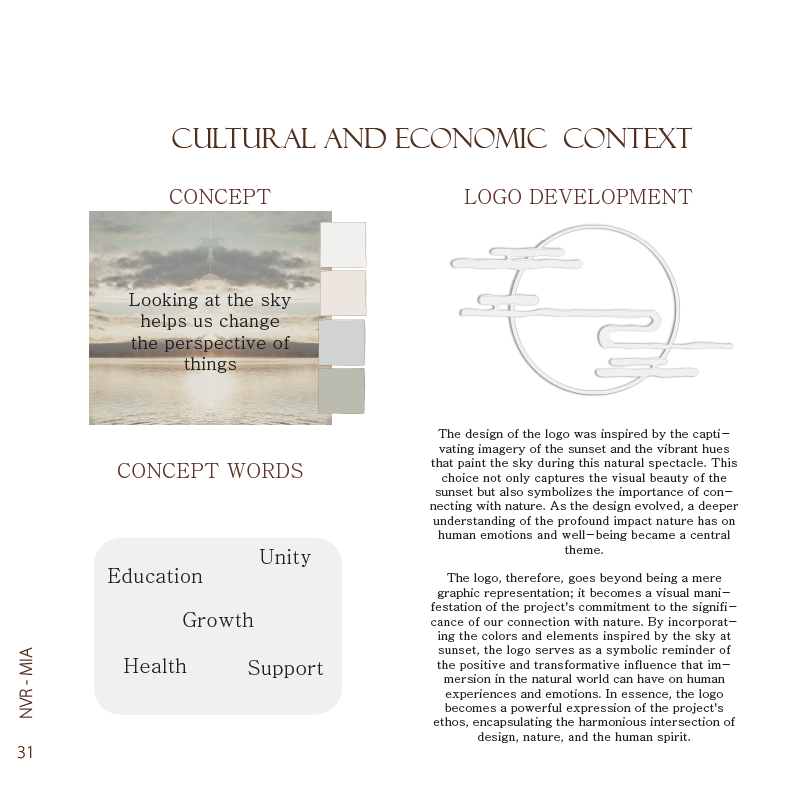 CULTURAL AND ECONOMIC CONTEXT
CONCEPT
Looking at the sky
helps us change
the perspective of
things
CONCEPT WORDS
Unity
Education
Growth
Health
Support
LOGO DEVELOPMENT
The design of the logo was inspired by the capti-
vating imagery of the sunset and the vibrant hues
that paint the sky during this natural spectacle. This
choice not only captures the visual beauty of the
sunset but also symbolizes the importance of con-
necting with nature. As the design evolved, a deeper
understanding of the profound impact nature has on
human emotions and well-being became a central
theme.
The logo, therefore, goes beyond being a mere
graphic representation; it becomes a visual mani-
festation of the project's commitment to the signifi-
cance of our connection with nature. By incorporat-
ing the colors and elements inspired by the sky at
sunset, the logo serves as a symbolic reminder of
the positive and transformative influence that im-
mersion in the natural world can have on human
experiences and emotions. In essence, the logo
becomes a powerful expression of the project's
ethos, encapsulating the harmonious intersection of
design, nature, and the human spirit.
NVR - MIA
31